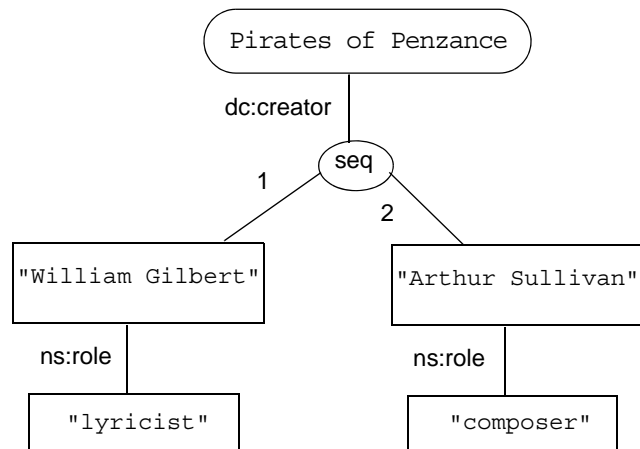 Pirates of Penzance
dc:creator
seq
1
2
"William Gilbert"
"Arthur Sullivan"
ns:role
ns:role
"lyricist"
"composer"